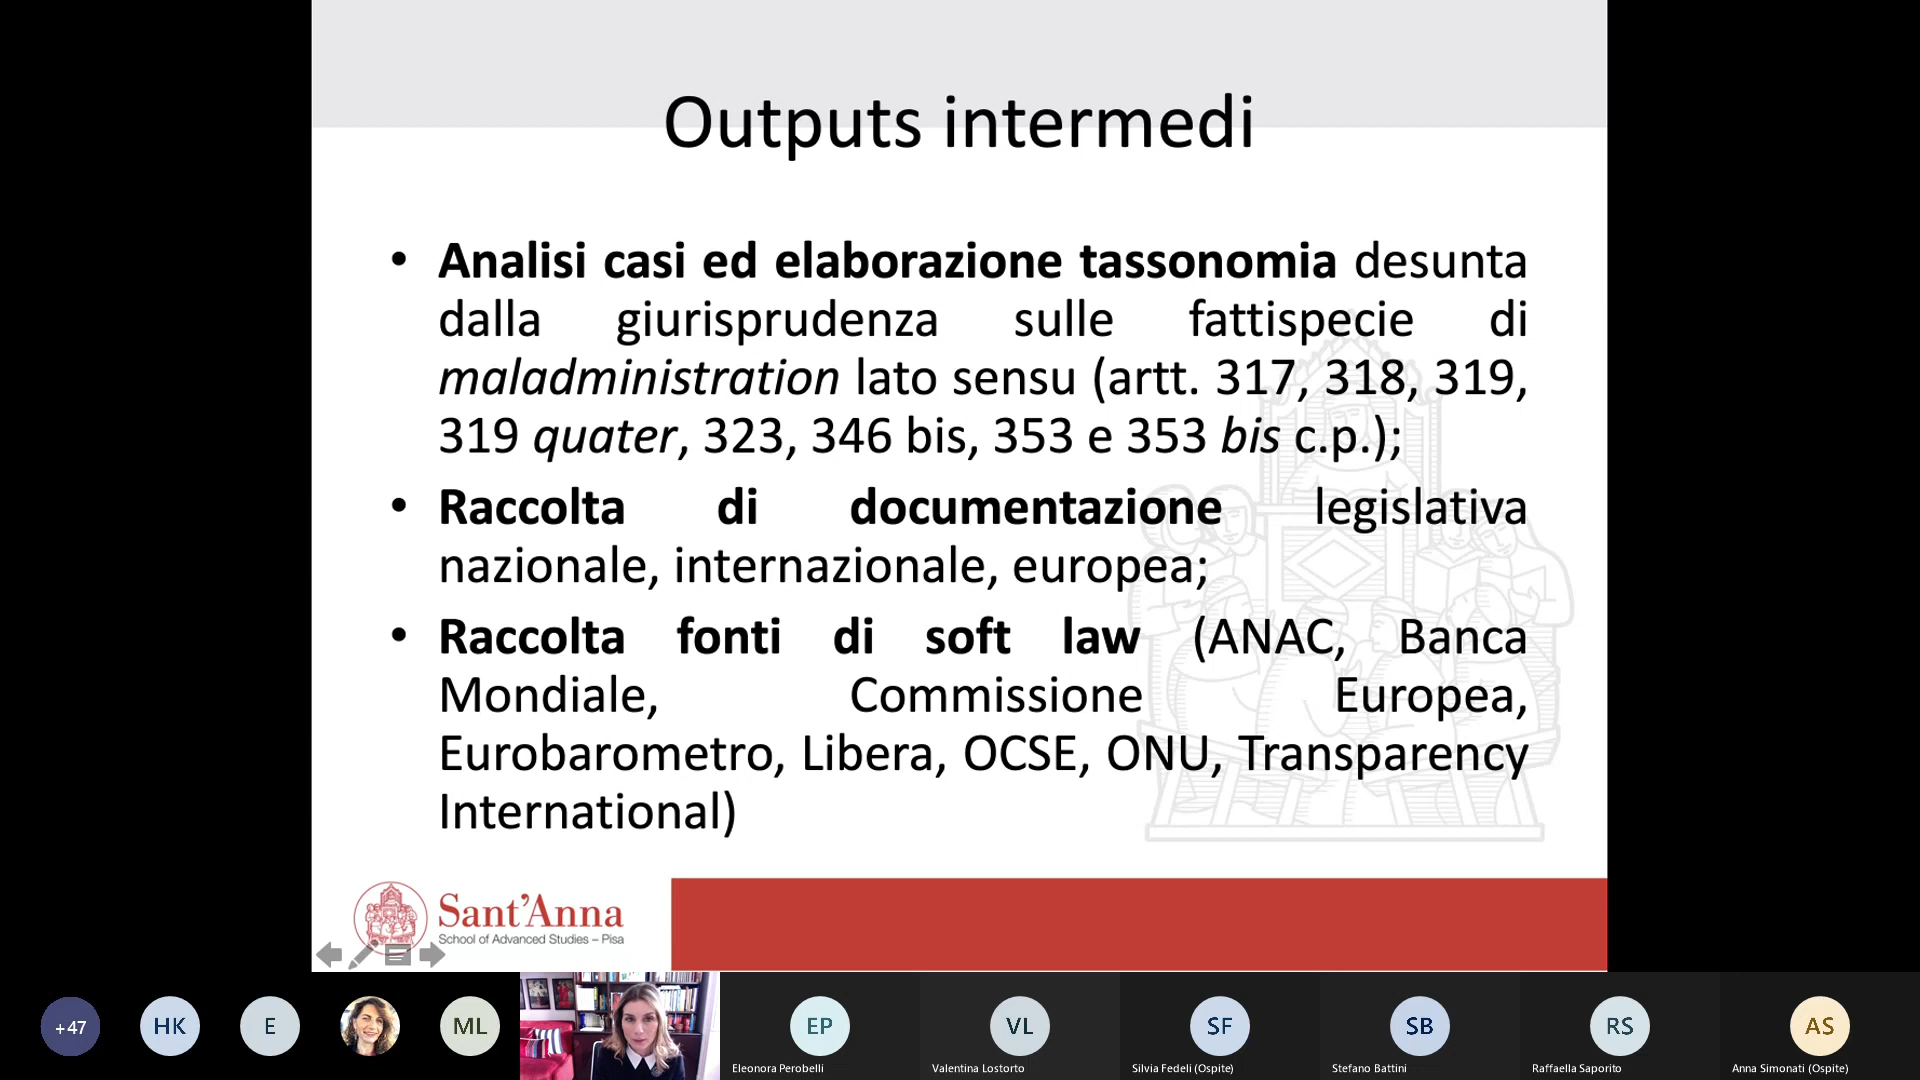 Outputs intermedi
• Analisi casi ed elaborazione tassonomia desunta
dalla giurisprudenza sulle fattispecie di
maladministration lato sensu (artt. 317, 318, 319,
319 quater, 323, 346 bis, 353 e 353 bis c.p.);
• Raccolta di documentazione legislativa
nazionale, internazionale, europea;
• Raccolta fonti di soft law (ANAC, Banca
Mondiale, Commissione Europea,
Eurobarometro, Libera, OCSE, ONU, Transparency
International)
Sant'Anna
School of Advanced Studies – Pisa
+47
HK
E
ML
EP
VL
SF
SB
RS
AS
Eleonora Perobelli
Valentina Lostorto
Silvia Fedeli (Ospite)
Stefano Battini
Raffaella Saporito
Anna Simonati (Ospite)